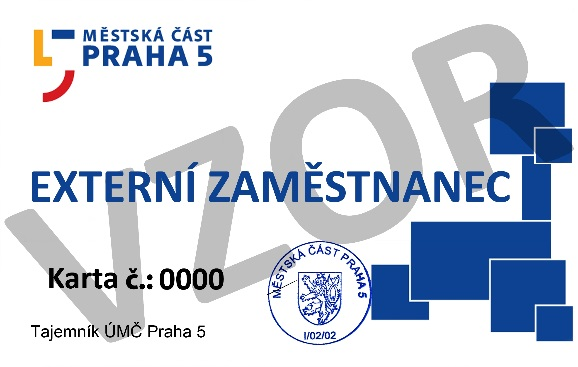 MĚSTSKÁ ČÁST
PRAHA 5
VZOR
EXTERNÍ ZAMĚSTNANEC
Karta č.: 0000
MĚSTSKÁ ČÁST PRAHA 5
I/02/02
Tajemník ÚMČ Praha 5